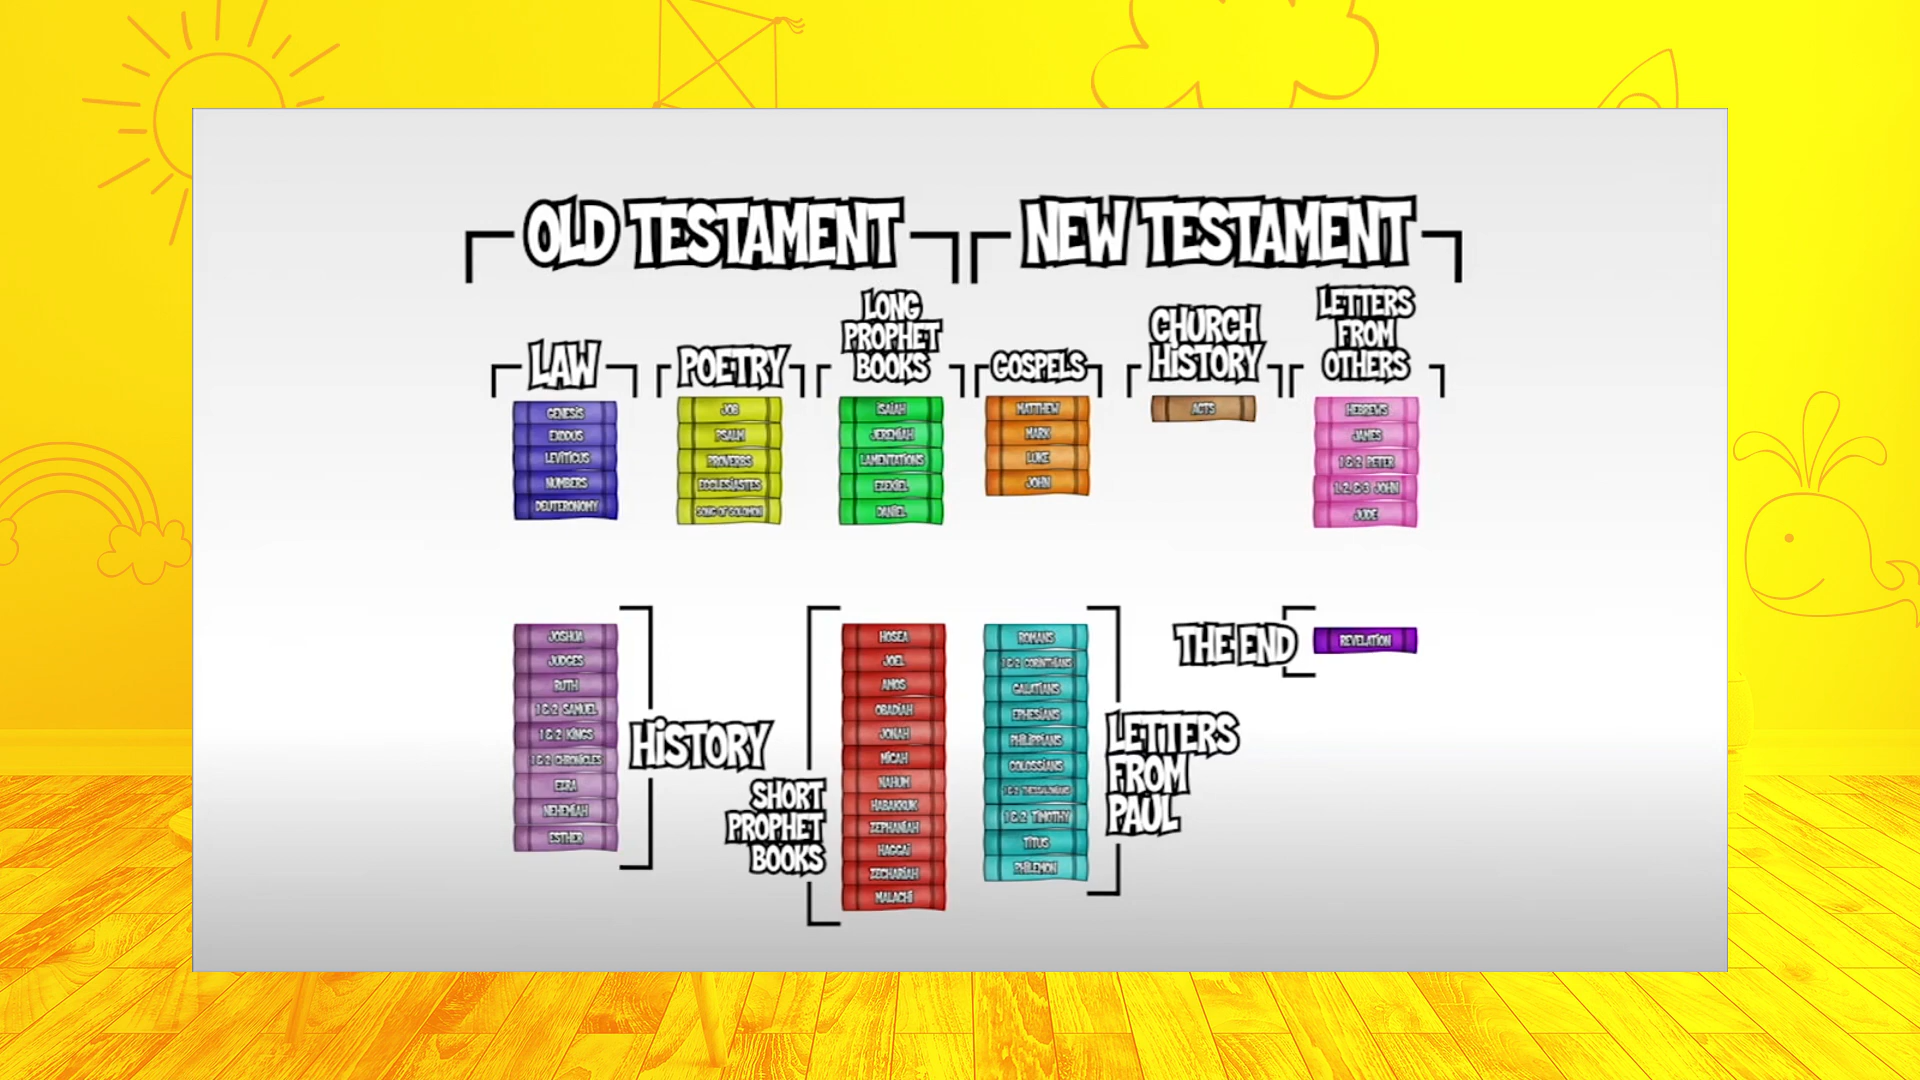 OLD TESTAMENT
NEW TESTAMENT
LAW
GENESIS
EXODUS
LEVITICUS
NUMBERS
DEUTERONOMY
POETRY
JOB
PSALM
PROVERBS
ECCLESIASTES
SONG OF SOLOMON
LONG
PROPHET
BOOKS
ISAIAH
JEREMIAH
LAMENTATIONS
EZEKIEL
DANIEL
GOSPELS
MATTHEW
MARK
LUKE
JOHN
CHURCH
HISTORY
ACTS
LETTERS
FROM
OTHERS
HEBREWS
JAMES
1 & 2 PETER
1, 2, & 3 JOHN
JUDE
JOSHUA
JUDGES
RUTH
1 & 2 SAMUEL
1 & 2 KINGS
1 & 2 CHRONICLES
EZRA
NEHEMIAH
ESTHER
HISTORY
SHORT
PROPHET
BOOKS
HOSEA
JOEL
AMOS
OBADIAH
JONAH
MICAH
NAHUM
HABAKKUK
ZEPHANIAH
HAGGAI
ZECHARIAH
MALACHI
ROMANS
1 & 2 CORINTHIANS
GALATIANS
EPHESIANS
PHILIPPIANS
COLOSSIANS
1 & 2 THESSALONIANS
1 & 2 TIMOTHY
TITUS
PHILEMON
LETTERS
FROM
PAUL
THE END
REVELATION